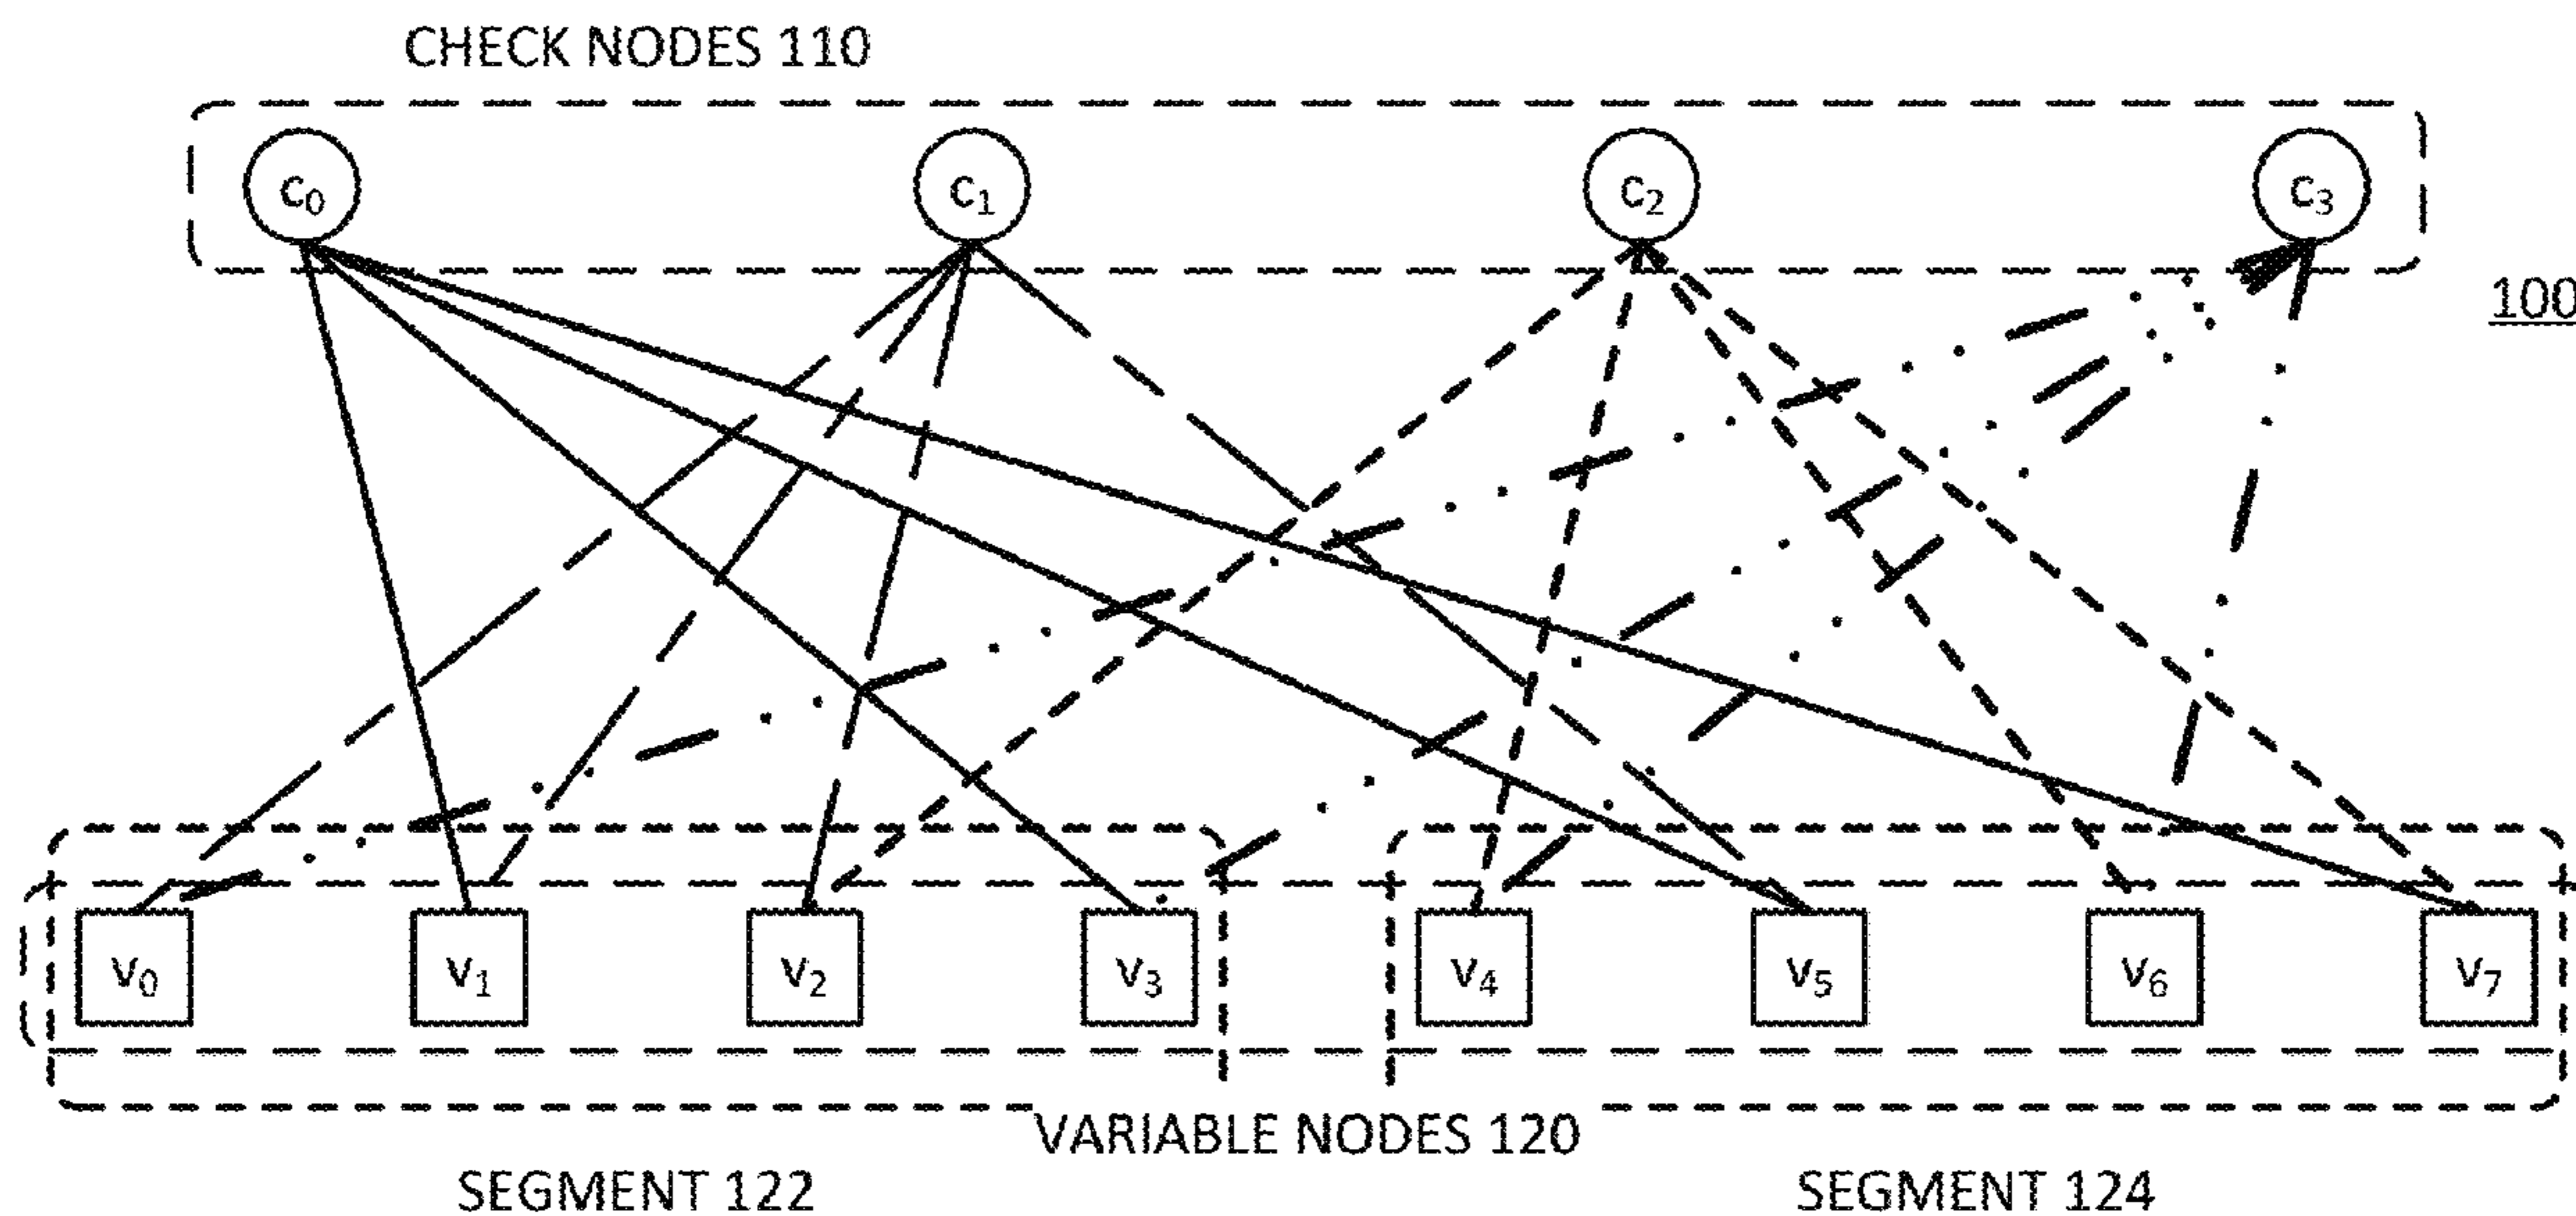 CHECK NODES 110
c₀ c₁ c₂ c₃
100
v₀ v₁ v₂ v₃ v₄ v₅ v₆ v₇
VARIABLE NODES 120
SEGMENT 122 SEGMENT 124